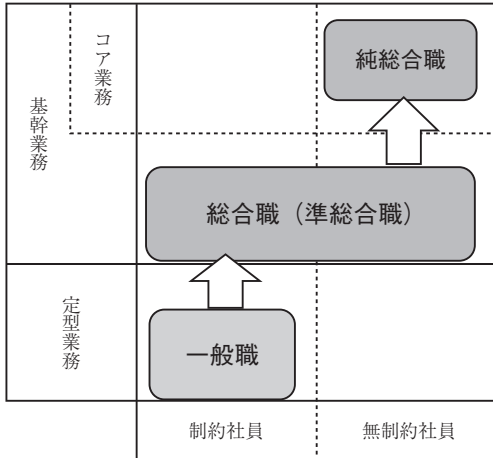 コア業務
純総合職
基幹業務
総合職（準総合職）
定型業務
一般職
制約社員
無制約社員